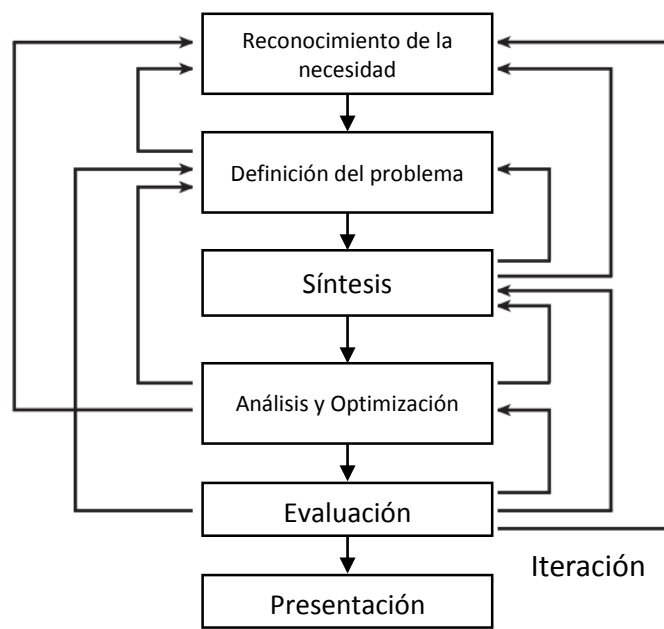 Reconocimiento de la
necesidad
Definición del problema
Síntesis
Análisis y Optimización
Evaluación
Iteración
Presentación